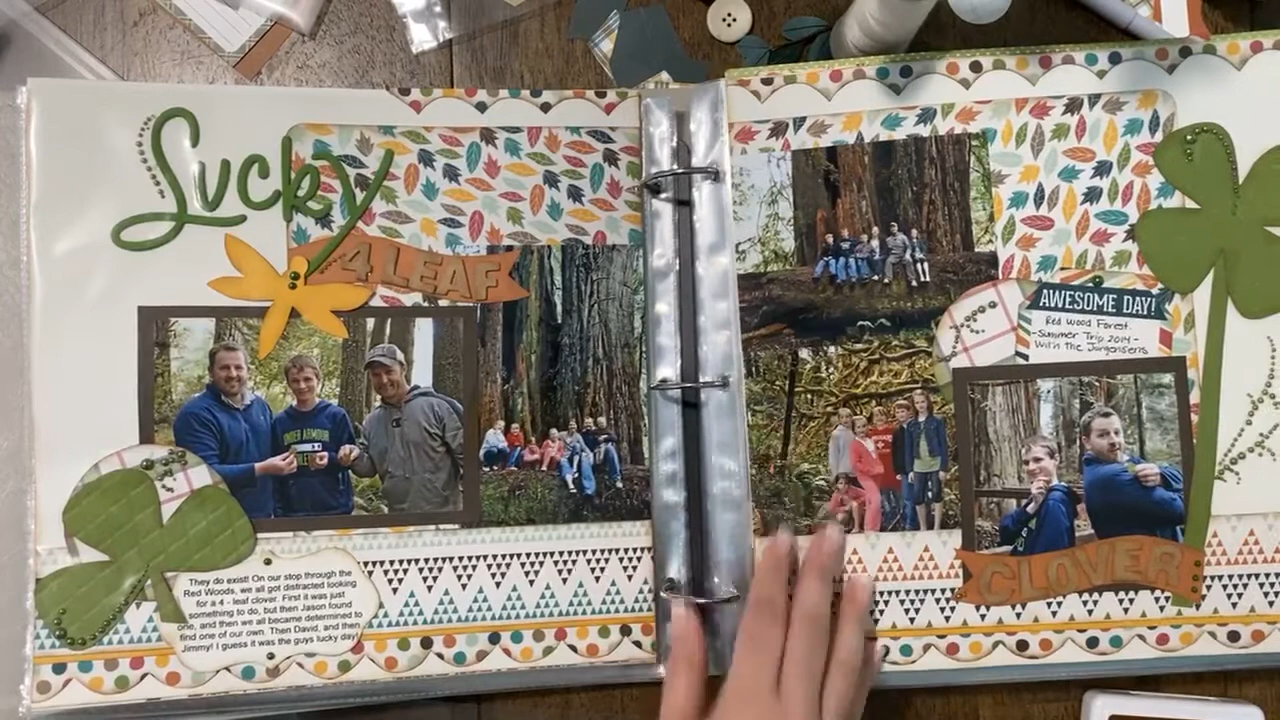 Lucky
4 LEAF
UNDER ARMOUR
They do exist! On our stop through the
Red Woods, we all got distracted looking
for a 4 - leaf clover. First it was just
something to do, but then Jason found
one, and then we all became determined to
find one of our own. Then David, and then
Jimmy! I guess it was the guys lucky day!
AWESOME DAY!
Red Wood Forest.
-Summer Trip 2014-
With the Jorgensens
CLOVER